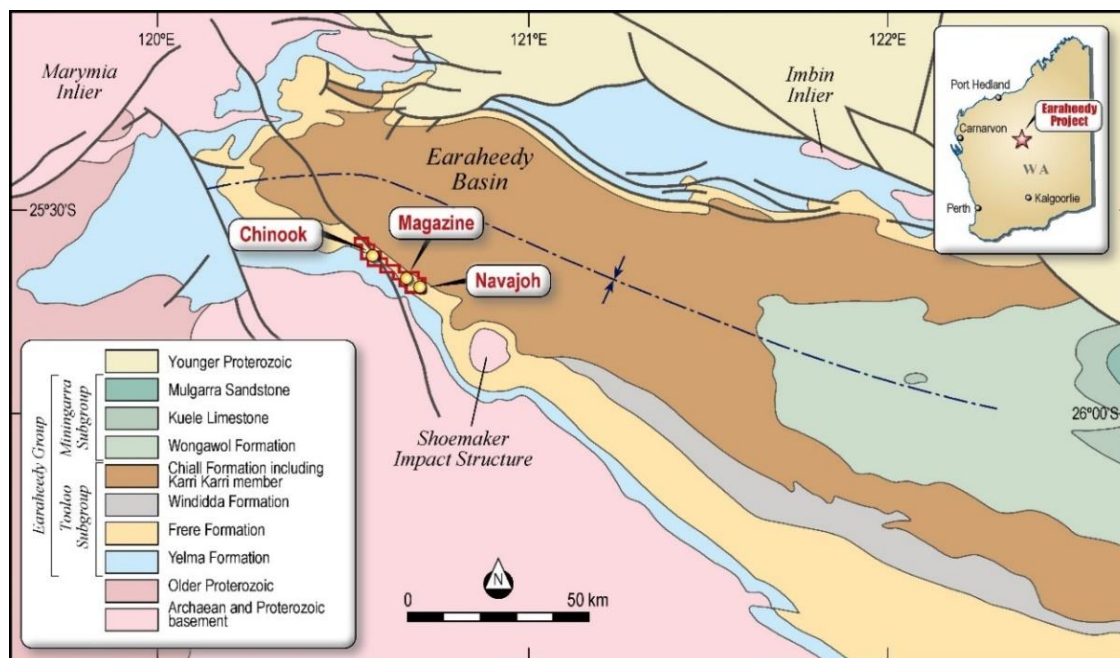 120°E
121°E
122°E
Marymia
Inlier
Imbin
Inlier
Earaheedy
Basin
25°30'S
26°00'S
Chinook
Magazine
Navajoh
Shoemaker
Impact Structure
Port Hedland
Earaheedy
Project
Carnarvon
WA
Kalgoorlie
Perth
Earaheedy Group
Miningarra
Subgroup
Tooloo
Subgroup
Younger Proterozoic
Mulgarra Sandstone
Kuele Limestone
Wongawol Formation
Chiall Formation including
Karri Karri member
Windidda Formation
Frere Formation
Yelma Formation
Older Proterozoic
Archaean and Proterozoic
basement
N
0
50 km